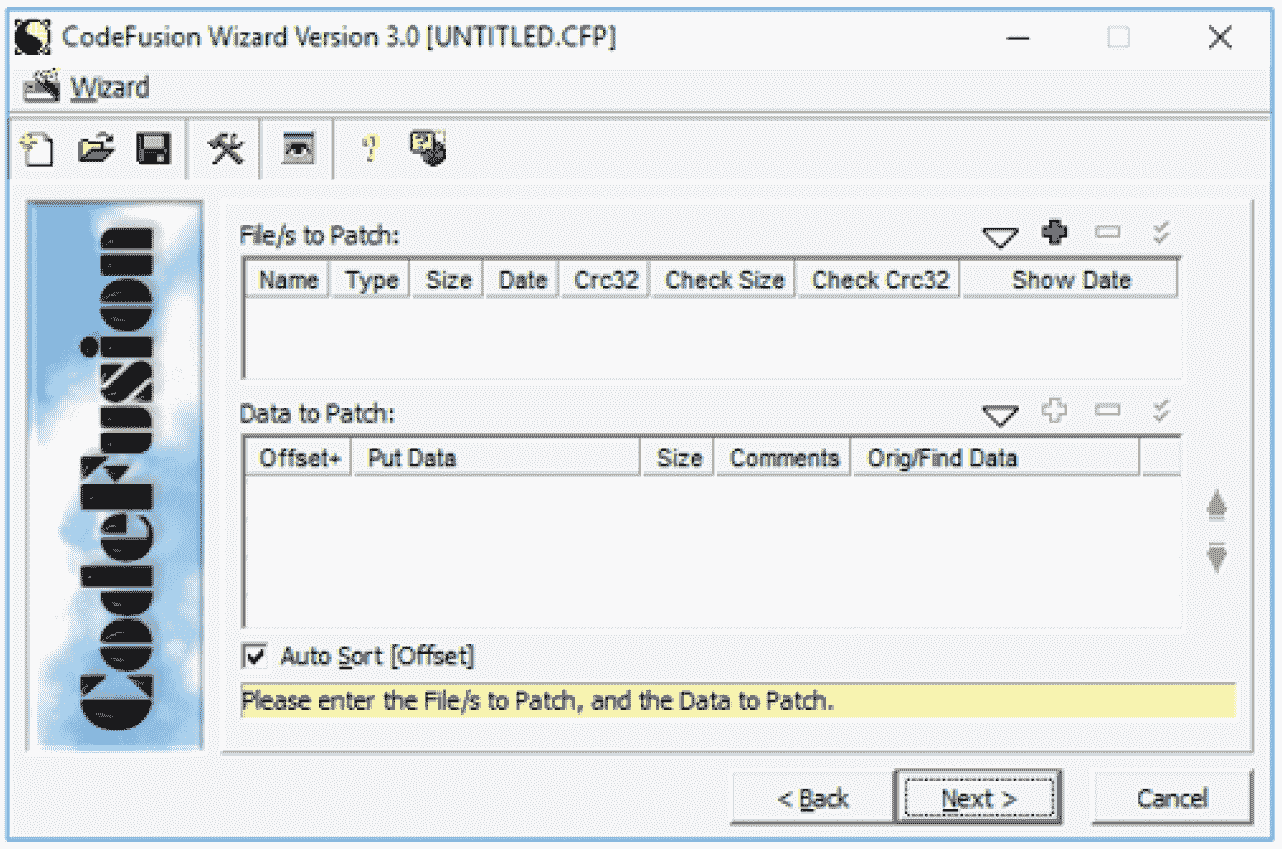 CodeFusion Wizard Version 3.0 [UNTITLED.CFP]
Wizard
CodeFusion
File/s to Patch:
Name Type Size Date Crc32 Check Size Check Crc32 Show Date
Data to Patch:
Offset+ Put Data Size Comments Orig/Find Data
Auto Sort [Offset]
Please enter the File/s to Patch, and the Data to Patch.
< Back Next > Cancel